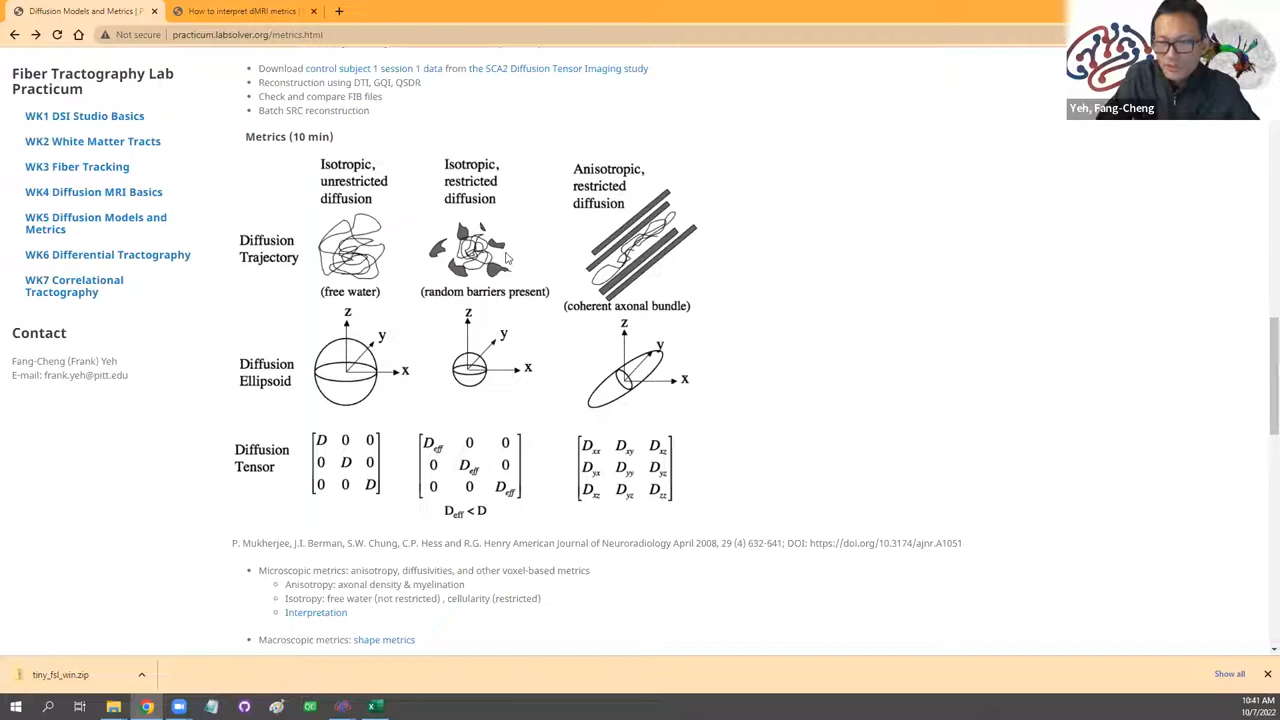 Diffusion Models and Metrics | P
How to interpret dMRI metrics |
Not secure
practicum.labsolver.org/metrics.html
Yeh, Fang-Cheng
Fiber Tractography Lab
Practicum
WK1 DSI Studio Basics
WK2 White Matter Tracts
WK3 Fiber Tracking
WK4 Diffusion MRI Basics
WK5 Diffusion Models and
Metrics
WK6 Differential Tractography
WK7 Correlational
Tractography
Contact
Fang-Cheng (Frank) Yeh
E-mail: frank.yeh@pitt.edu
Download control subject 1 session 1 data from the SCA2 Diffusion Tensor Imaging study
Reconstruction using DTI, GQI, QSDR
Check and compare FIB files
Batch SRC reconstruction
Metrics (10 min)
Isotropic,
unrestricted
diffusion
Isotropic,
restricted
diffusion
Anisotropic,
restricted
diffusion
Diffusion
Trajectory
(free water)
(random barriers present)
(coherent axonal bundle)
Diffusion
Ellipsoid
z
y
x
z
y
x
z
y
x
Diffusion
Tensor
D 0 0
0 D 0
0 0 D
Deff 0 0
0 Deff 0
0 0 Deff
Deff < D
Dxx Dxy Dxz
Dyx Dyy Dyz
Dxz Dyz Dzz
P. Mukherjee, J.I. Berman, S.W. Chung, C.P. Hess and R.G. Henry American Journal of Neuroradiology April 2008, 29 (4) 632-641; DOI: https://doi.org/10.3174/ajnr.A1051
Microscopic metrics: anisotropy, diffusivities, and other voxel-based metrics
Anisotropy: axonal density & myelination
Isotropy: free water (not restricted) , cellularity (restricted)
Interpretation
Macroscopic metrics: shape metrics
tiny_fsl_win.zip
Show all
10:41 AM
10/7/2022